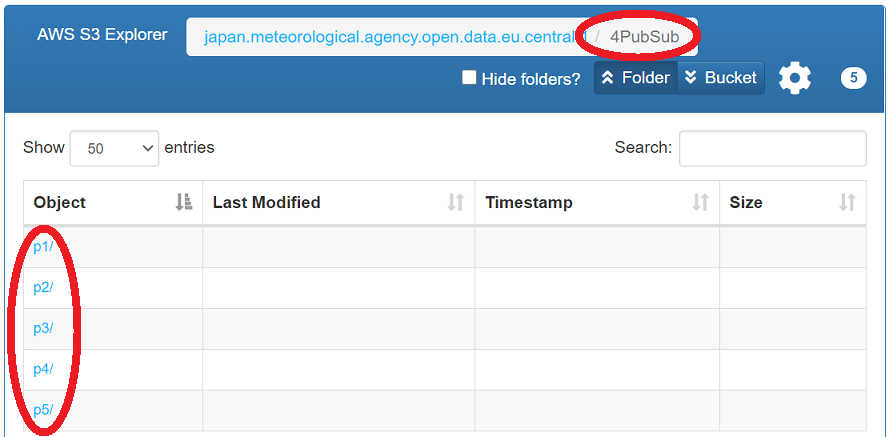 AWS S3 Explorer japan.meteorological.agency.open.data.eu.central / 4PubSub
Hide folders? Folder Bucket 5
Show 50 entries Search:
Object Last Modified Timestamp Size
p1/
p2/
p3/
p4/
p5/